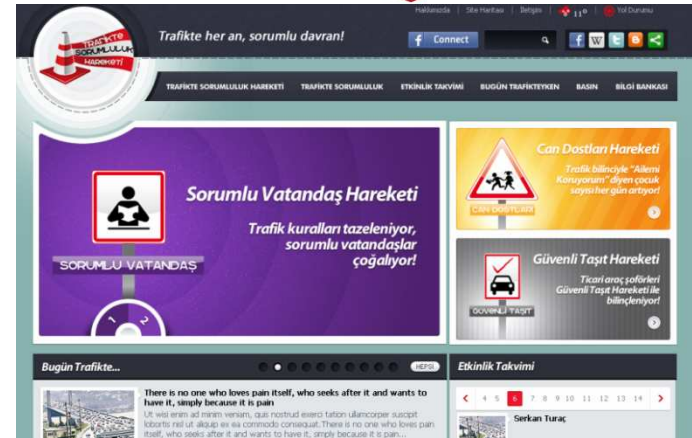 Hakkımızda | Site Haritası | İletişim | 11° | Yol Durumu
TRAFİKTE
SORUMLULUK
HAREKETİ
Trafikte her an, sorumlu davran!
f Connect
TRAFİKTE SORUMLULUK HAREKETİ TRAFİKTE SORUMLULUK ETKİNLİK TAKVİMİ BUGÜN TRAFİKTEYKEN BASIN BİLGİ BANKASI
Sorumlu Vatandaş Hareketi
Trafik kuralları tazeleniyor,
sorumlu vatandaşlar
çoğalıyor!
SORUMLU VATANDAŞ
1 2
Can Dostları Hareketi
Trafik bilinciyle "Ailemi
Koruyorum" diyen çocuk
sayısı her gün artıyor!
CAN DOSTLARI
Güvenli Taşıt Hareketi
Ticari araç şoförleri
Güvenli Taşıt Hareketi ile
bilinçleniyor!
GÜVENLİ TAŞIT
Bugün Trafikte...
HEPSİ
There is no one who loves pain itself, who seeks after it and wants to
have it, simply because it is pain
Ut wisi enim ad minim veniam, quis nostrud exerci tation ullamcorper suscipit
lobortis nisl ut aliquip ex ea commodo consequat.There is no one who loves pain
itself, who seeks after it and wants to have it, simply because it is pain...
Etkinlik Takvimi
4 5 6 7 8 9 10 11 12 13 14
Serkan Turaç